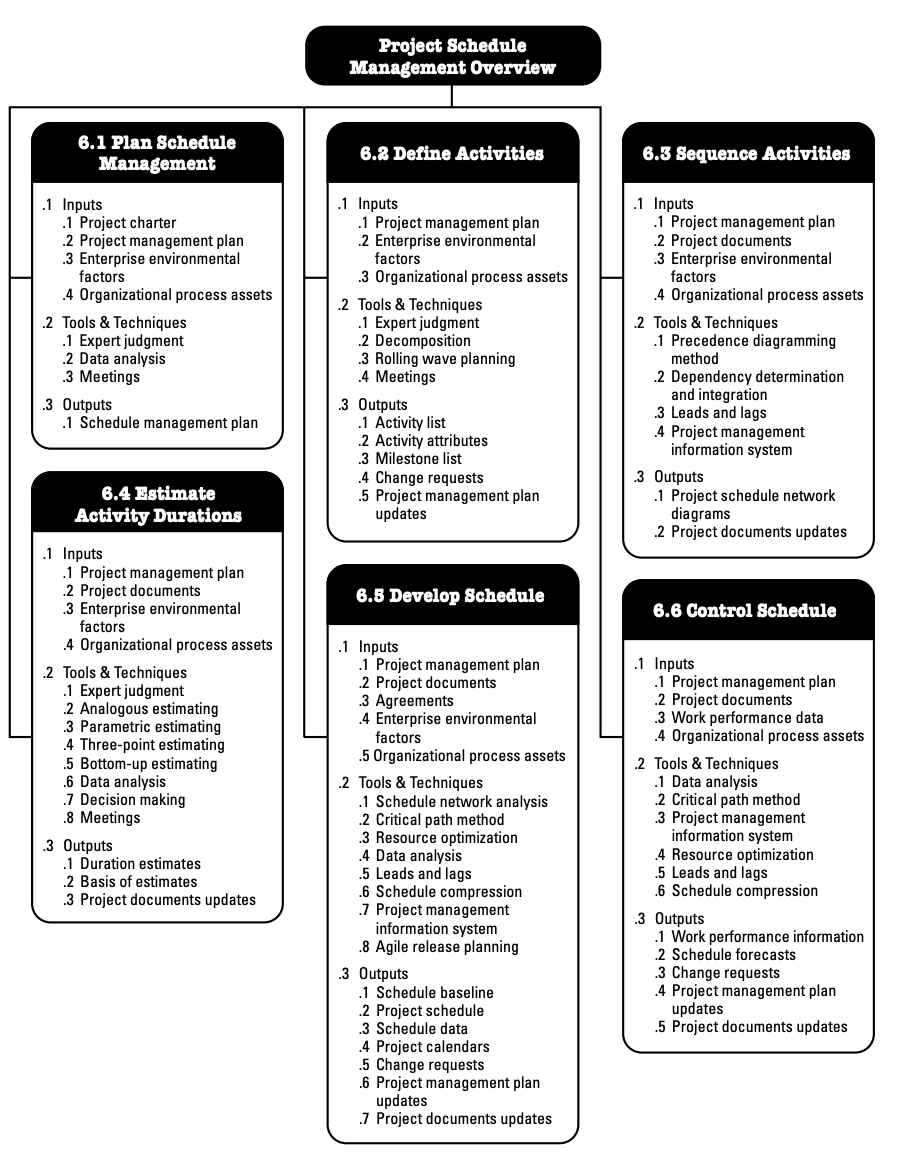 Project Schedule
Management Overview
6.1 Plan Schedule
Management
.1 Inputs
.1 Project charter
.2 Project management plan
.3 Enterprise environmental
factors
.4 Organizational process assets
.2 Tools & Techniques
.1 Expert judgment
.2 Data analysis
.3 Meetings
.3 Outputs
.1 Schedule management plan
6.2 Define Activities
.1 Inputs
.1 Project management plan
.2 Enterprise environmental
factors
.3 Organizational process assets
.2 Tools & Techniques
.1 Expert judgment
.2 Decomposition
.3 Rolling wave planning
.4 Meetings
.3 Outputs
.1 Activity list
.2 Activity attributes
.3 Milestone list
.4 Change requests
.5 Project management plan
updates
6.3 Sequence Activities
.1 Inputs
.1 Project management plan
.2 Project documents
.3 Enterprise environmental
factors
.4 Organizational process assets
.2 Tools & Techniques
.1 Precedence diagramming
method
.2 Dependency determination
and integration
.3 Leads and lags
.4 Project management
information system
.3 Outputs
.1 Project schedule network
diagrams
.2 Project documents updates
6.4 Estimate
Activity Durations
.1 Inputs
.1 Project management plan
.2 Project documents
.3 Enterprise environmental
factors
.4 Organizational process assets
.2 Tools & Techniques
.1 Expert judgment
.2 Analogous estimating
.3 Parametric estimating
.4 Three-point estimating
.5 Bottom-up estimating
.6 Data analysis
.7 Decision making
.8 Meetings
.3 Outputs
.1 Duration estimates
.2 Basis of estimates
.3 Project documents updates
6.5 Develop Schedule
.1 Inputs
.1 Project management plan
.2 Project documents
.3 Agreements
.4 Enterprise environmental
factors
.5 Organizational process assets
.2 Tools & Techniques
.1 Schedule network analysis
.2 Critical path method
.3 Resource optimization
.4 Data analysis
.5 Leads and lags
.6 Schedule compression
.7 Project management
information system
.8 Agile release planning
.3 Outputs
.1 Schedule baseline
.2 Project schedule
.3 Schedule data
.4 Project calendars
.5 Change requests
.6 Project management plan
updates
.7 Project documents updates
6.6 Control Schedule
.1 Inputs
.1 Project management plan
.2 Project documents
.3 Work performance data
.4 Organizational process assets
.2 Tools & Techniques
.1 Data analysis
.2 Critical path method
.3 Project management
information system
.4 Resource optimization
.5 Leads and lags
.6 Schedule compression
.3 Outputs
.1 Work performance information
.2 Schedule forecasts
.3 Change requests
.4 Project management plan
updates
.5 Project documents updates